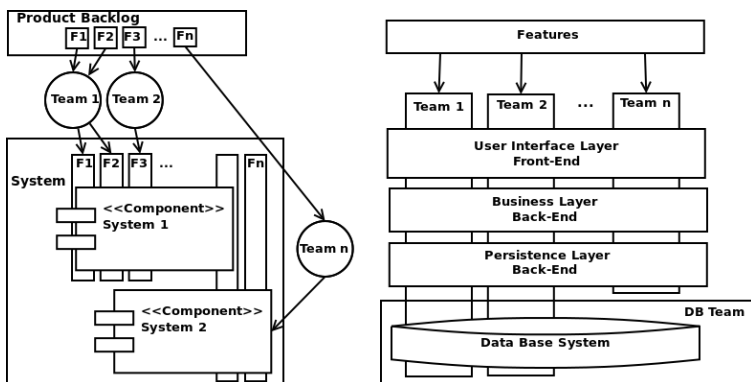 Product Backlog
F1 F2 F3 ... Fn
Team 1 Team 2
F1 F2 F3 ... Fn
System
<<Component>>
System 1
Team n
<<Component>>
System 2
Features
Team 1 Team 2 ... Team n
User Interface Layer
Front-End
Business Layer
Back-End
Persistence Layer
Back-End
DB Team
Data Base System